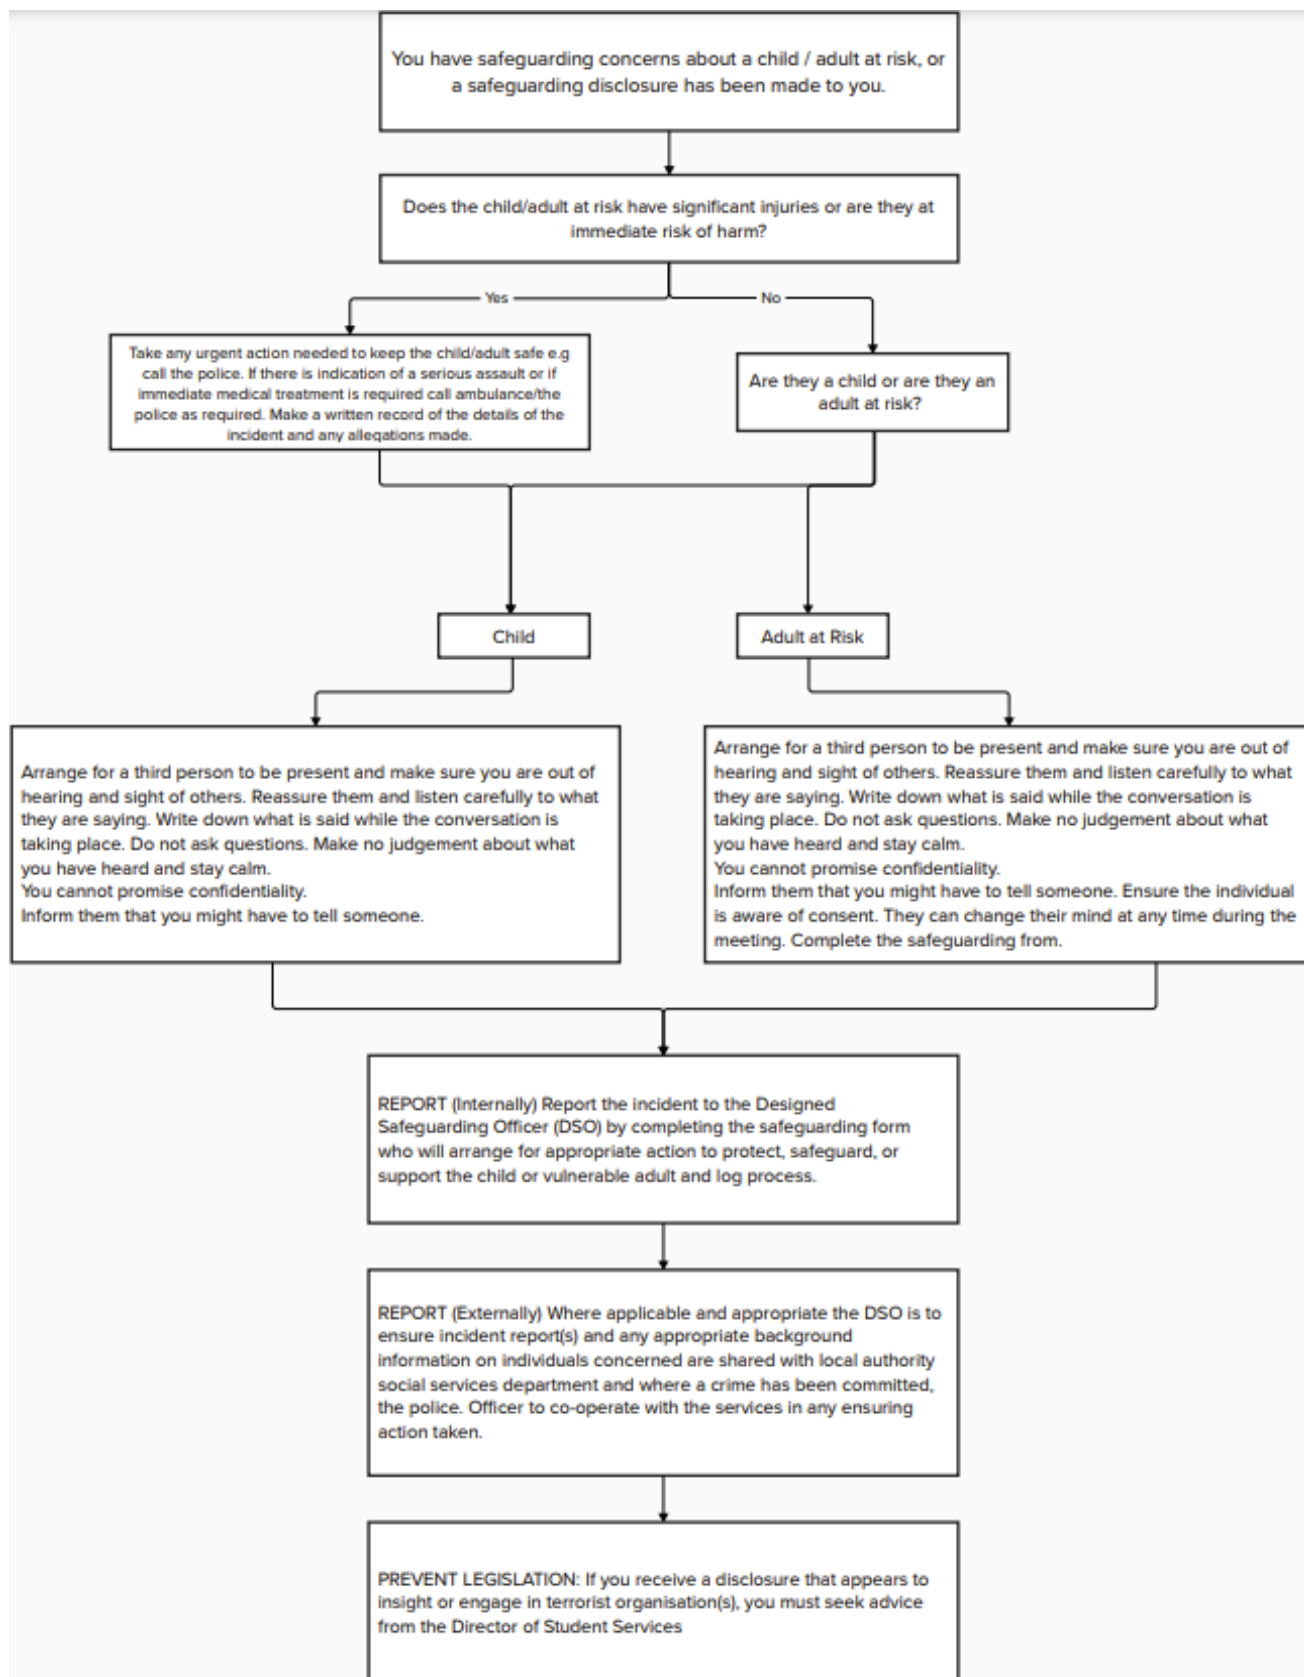 You have safeguarding concerns about a child / adult at risk, or
a safeguarding disclosure has been made to you.
Does the child/adult at risk have significant injuries or are they at
immediate risk of harm?
Yes
No
Take any urgent action needed to keep the child/adult safe e.g
call the police. If there is indication of a serious assault or if
immediate medical treatment is required call ambulance/the
police as required. Make a written record of the details of the
incident and any allegations made.
Are they a child or are they an
adult at risk?
Child
Adult at Risk
Arrange for a third person to be present and make sure you are out of
hearing and sight of others. Reassure them and listen carefully to what
they are saying. Write down what is said while the conversation is
taking place. Do not ask questions. Make no judgement about what
you have heard and stay calm.
You cannot promise confidentiality.
Inform them that you might have to tell someone.
Arrange for a third person to be present and make sure you are out of
hearing and sight of others. Reassure them and listen carefully to what
they are saying. Write down what is said while the conversation is
taking place. Do not ask questions. Make no judgement about what
you have heard and stay calm.
You cannot promise confidentiality.
Inform them that you might have to tell someone. Ensure the individual
is aware of consent. They can change their mind at any time during the
meeting. Complete the safeguarding from.
REPORT (Internally) Report the incident to the Designed
Safeguarding Officer (DSO) by completing the safeguarding form
who will arrange for appropriate action to protect, safeguard, or
support the child or vulnerable adult and log process.
REPORT (Externally) Where applicable and appropriate the DSO is to
ensure incident report(s) and any appropriate background
information on individuals concerned are shared with local authority
social services department and where a crime has been committed,
the police. Officer to co-operate with the services in any ensuring
action taken.
PREVENT LEGISLATION: If you receive a disclosure that appears to
insight or engage in terrorist organisation(s), you must seek advice
from the Director of Student Services